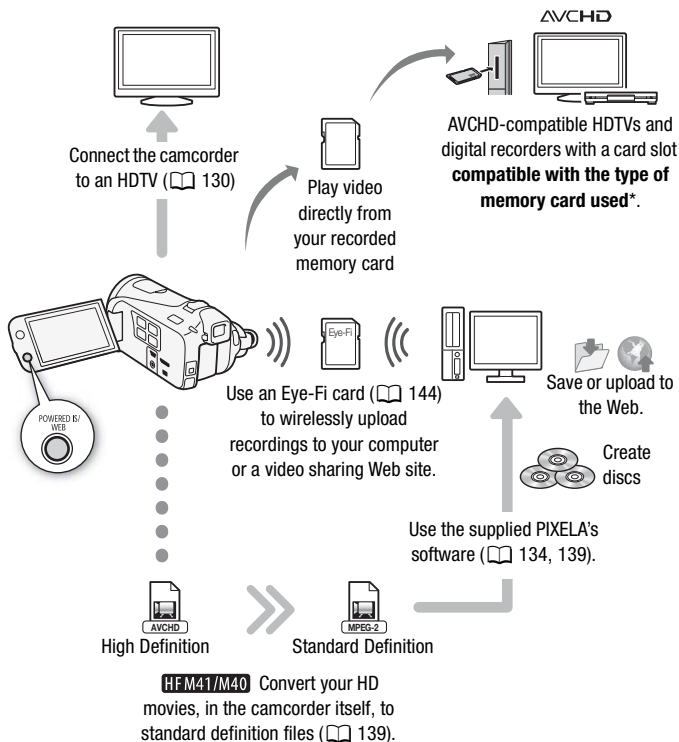 AVCHD
AVCHD-compatible HDTVs and
digital recorders with a card slot
compatible with the type of
memory card used*.
Connect the camcorder
to an HDTV (130)
Play video
directly from
your recorded
memory card
Eye-Fi
Use an Eye-Fi card (144)
to wirelessly upload
recordings to your computer
or a video sharing Web site.
Save or upload to
the Web.
POWERED IS/
WEB
Create
discs
Use the supplied PIXELA's
software (134, 139).
AVCHD
High Definition
MPEG-2
Standard Definition
HF M41/M40 Convert your HD
movies, in the camcorder itself, to
standard definition files (139).